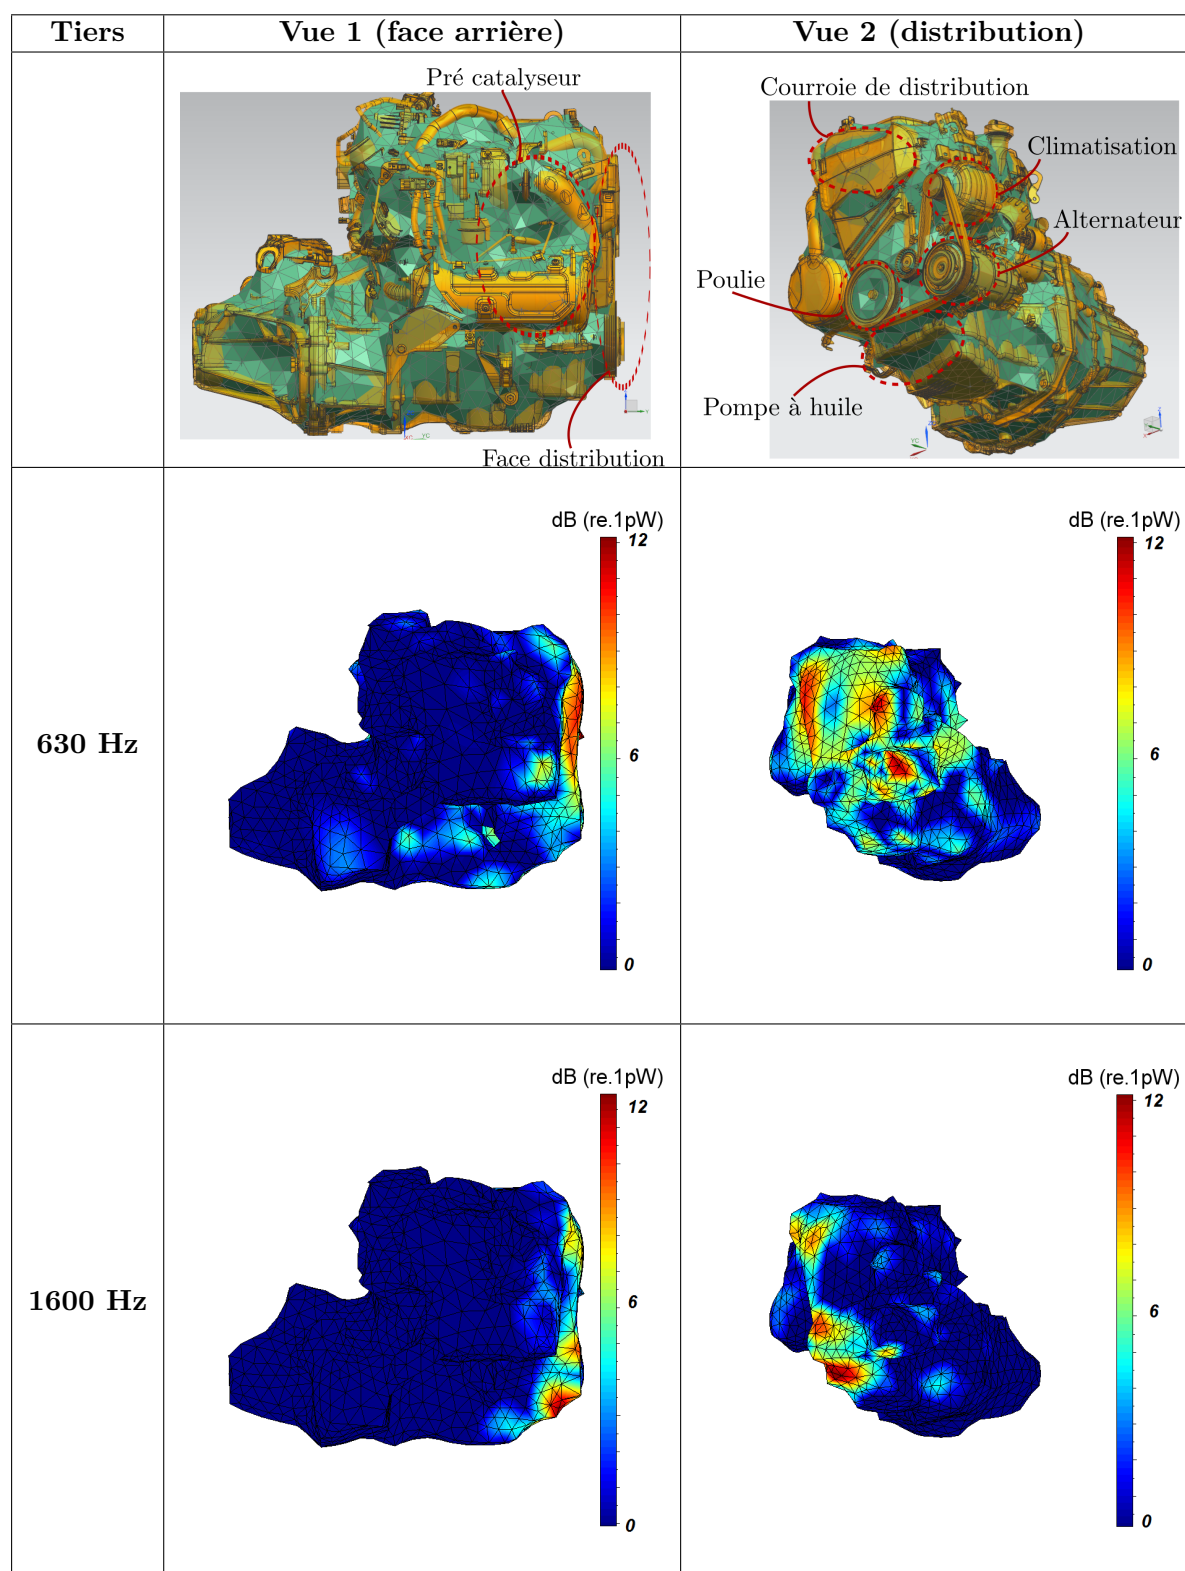 Tiers
Vue 1 (face arrière)
Vue 2 (distribution)
Pré catalyseur
Face distribution
Courroie de distribution
Climatisation
Alternateur
Poulie
Pompe à huile
630 Hz
dB (re.1pW)
12
6
0
dB (re.1pW)
12
6
0
1600 Hz
dB (re.1pW)
12
6
0
dB (re.1pW)
12
6
0